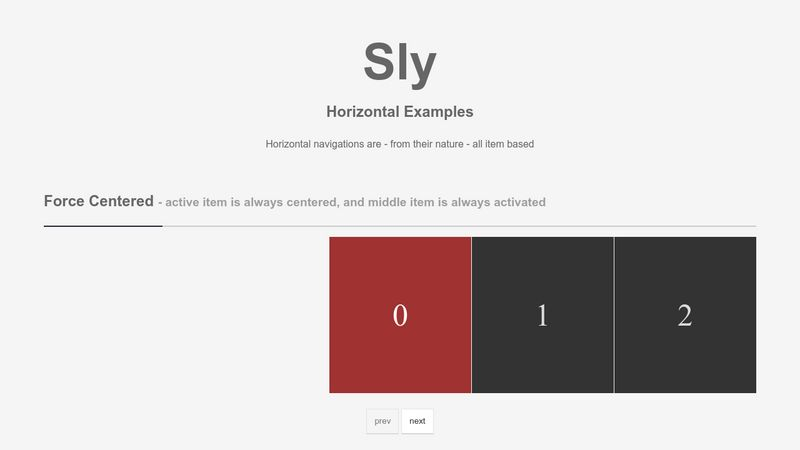 Sly
Horizontal Examples
Horizontal navigations are - from their nature - all item based
Force Centered - active item is always centered, and middle item is always activated
0 1 2
prev next